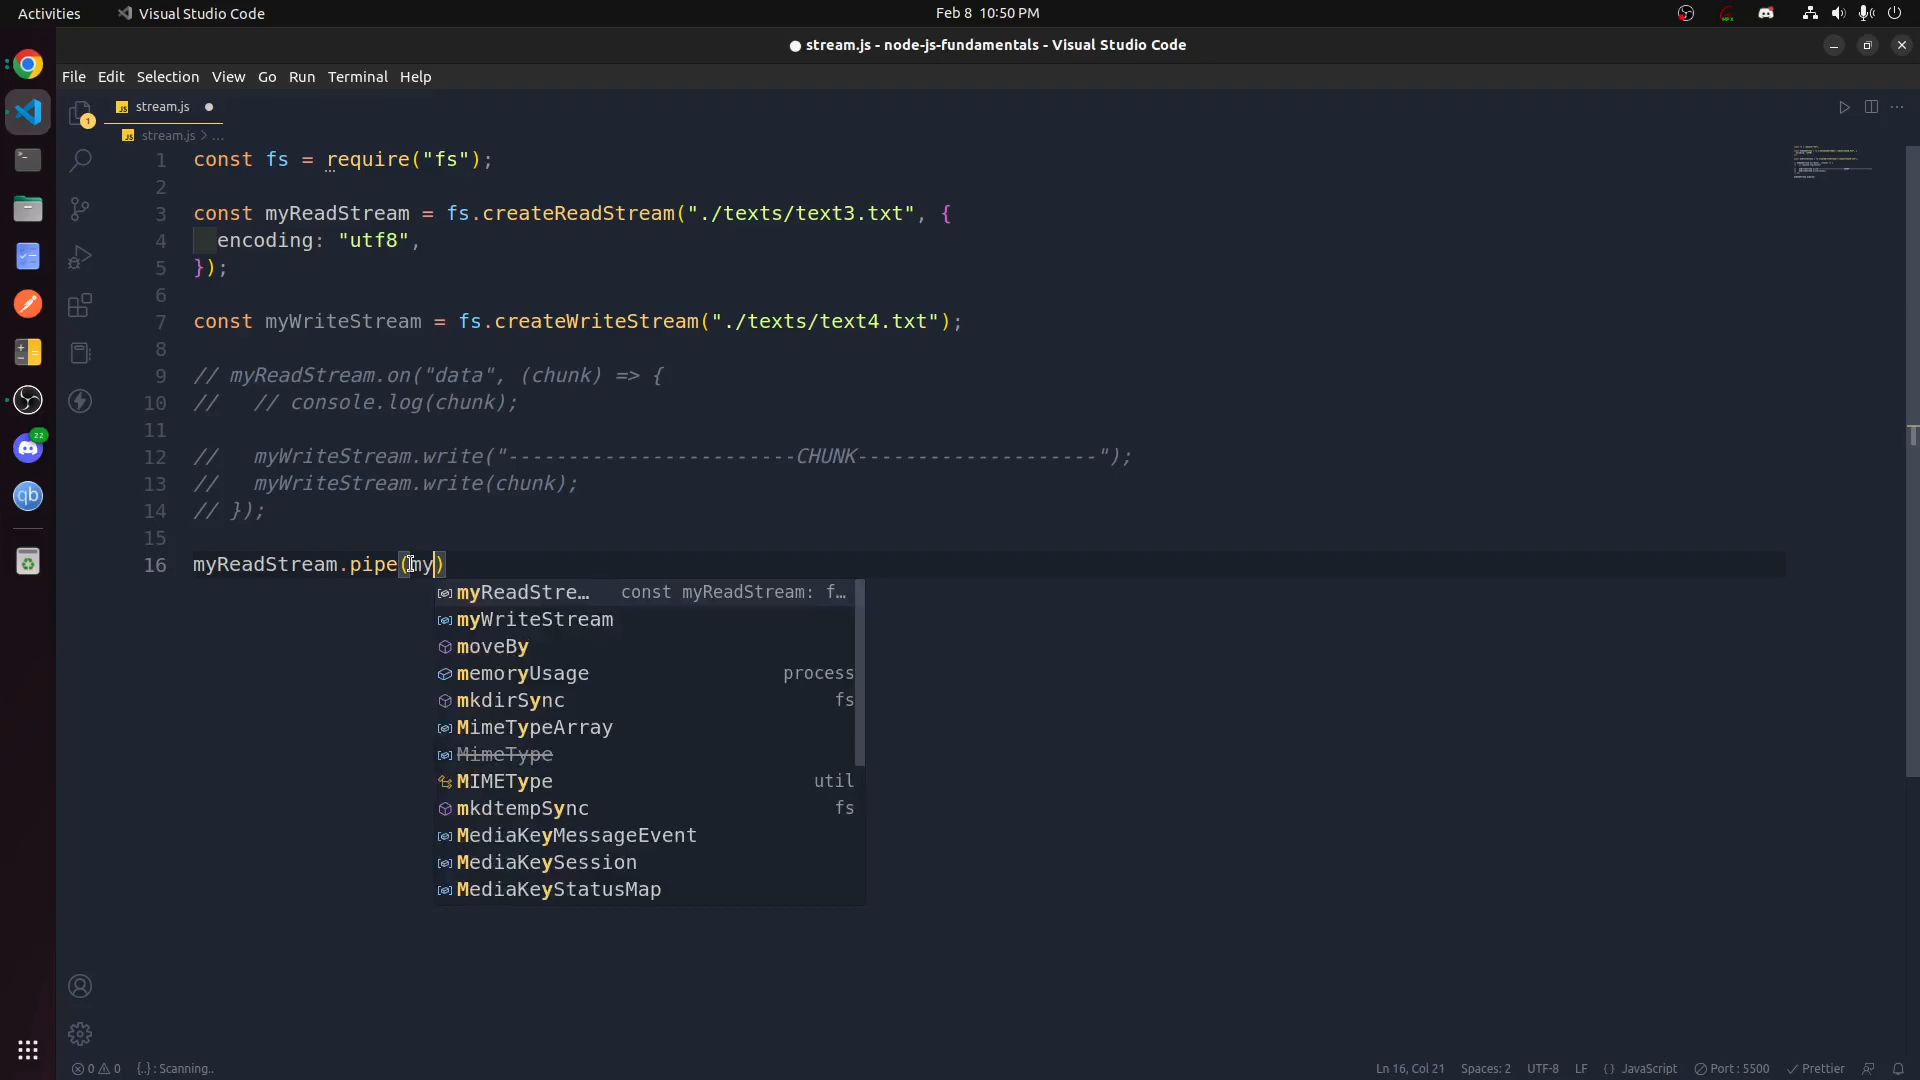 Activities
Visual Studio Code
Feb 8 10:50 PM
stream.js - node-js-fundamentals - Visual Studio Code
File Edit Selection View Go Run Terminal Help
JS stream.js
JS stream.js > ...
1 const fs = require("fs");
2
3 const myReadStream = fs.createReadStream("./texts/text3.txt", {
4 encoding: "utf8",
5 });
6
7 const myWriteStream = fs.createWriteStream("./texts/text4.txt");
8
9 // myReadStream.on("data", (chunk) => {
10 // // console.log(chunk);
11
12 // myWriteStream.write("------------------------CHUNK--------------------");
13 // myWriteStream.write(chunk);
14 // });
15
16 myReadStream.pipe(my)
myReadStre… const myReadStream: f…
myWriteStream
moveBy
memoryUsage process
mkdirSync fs
MimeTypeArray
MimeType
MIMEType util
mkdtempSync fs
MediaKeyMessageEvent
MediaKeySession
MediaKeyStatusMap
1
22
qb
0 0 {..} : Scanning..
Ln 16, Col 21 Spaces: 2 UTF-8 LF { } JavaScript Port : 5500 Prettier